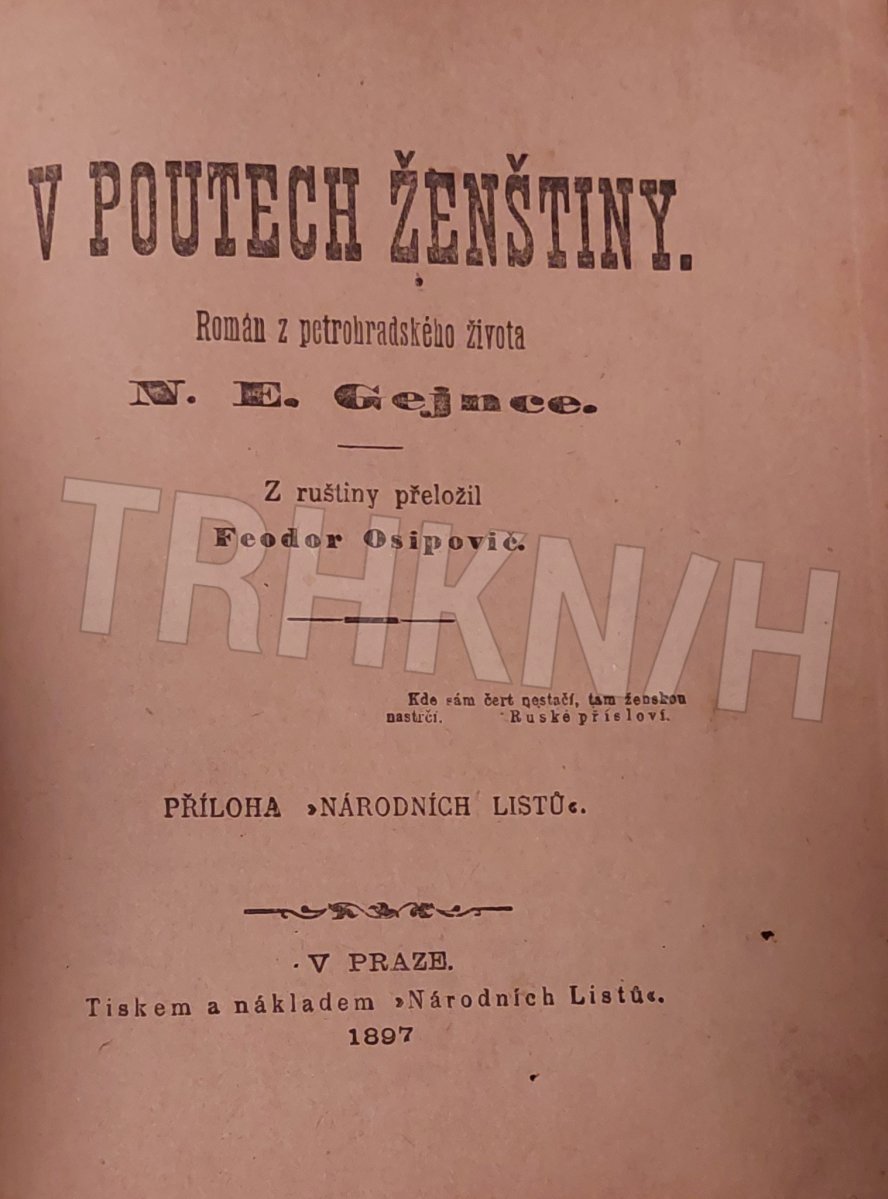 V POUTECH ŽENŠTINY.
Román z petrohradského života
N. E. Gejnce.
Z ruštiny přeložil
Feodor Osipovič.
TRHKN/H
Kde sám čert nestačí, tam ženskou
nastrčí. Ruské přísloví.
PŘÍLOHA »NÁRODNÍCH LISTŮ«.
V PRAZE.
Tiskem a nákladem »Národních Listů«.
1897